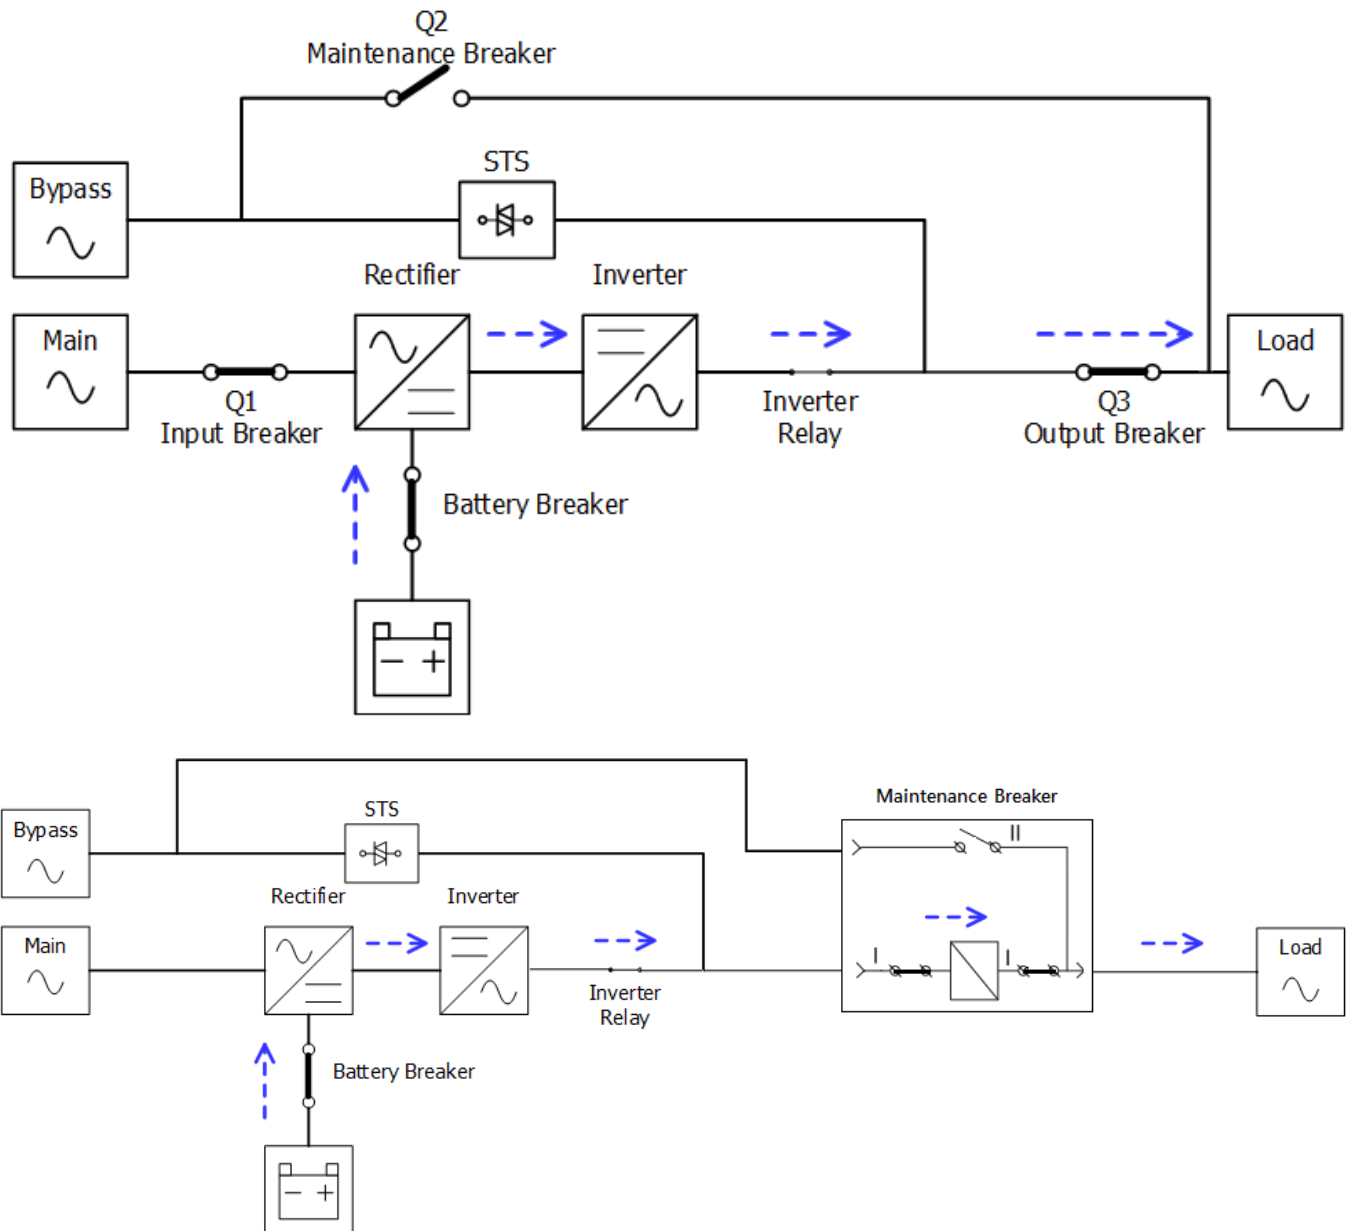 Q2
Maintenance Breaker
STS
Bypass
Rectifier
Inverter
Main
Load
Q1
Input Breaker
Inverter
Relay
Q3
Output Breaker
Battery Breaker
− +
Maintenance Breaker
STS
II
Bypass
Rectifier
Inverter
Main
I
I
Load
Inverter
Relay
Battery Breaker
− +